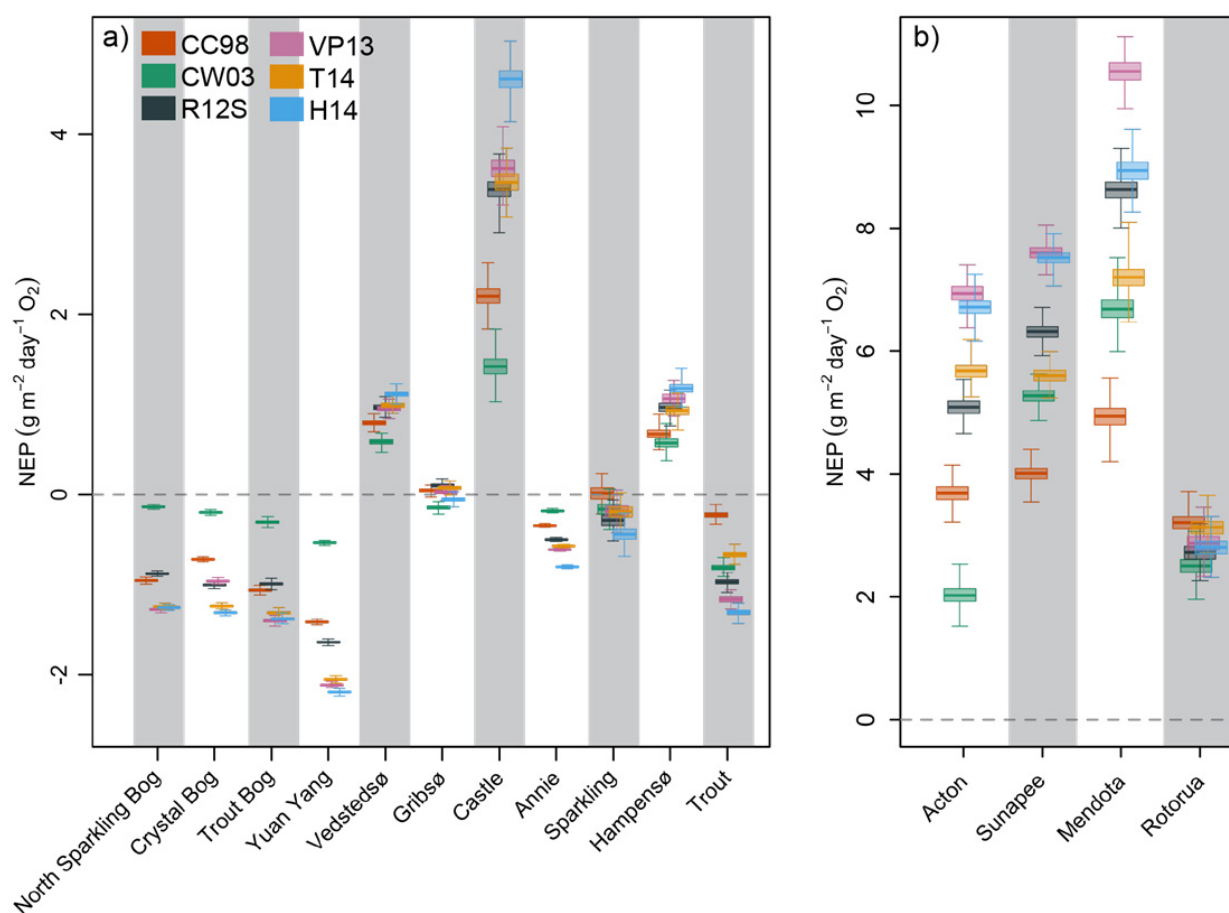 a)
CC98
CW03
R12S
VP13
T14
H14
NEP (g m⁻² day⁻¹ O₂)
4
2
0
-2
North Sparkling Bog
Crystal Bog
Trout Bog
Yuan Yang
Vedstedsø
Gribsø
Castle
Annie
Sparkling
Hampensø
Trout
b)
NEP (g m⁻² day⁻¹ O₂)
10
8
6
4
2
0
Acton
Sunapee
Mendota
Rotorua